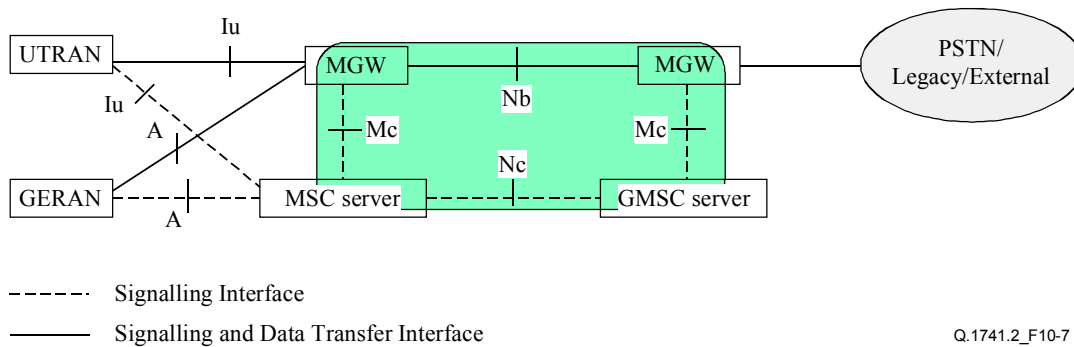 Iu
UTRAN
MGW
MGW
PSTN/
Legacy/External
Iu
Nb
A
Mc
Mc
Nc
GERAN
MSC server
GMSC server
A
Signalling Interface
Signalling and Data Transfer Interface
Q.1741.2_F10-7